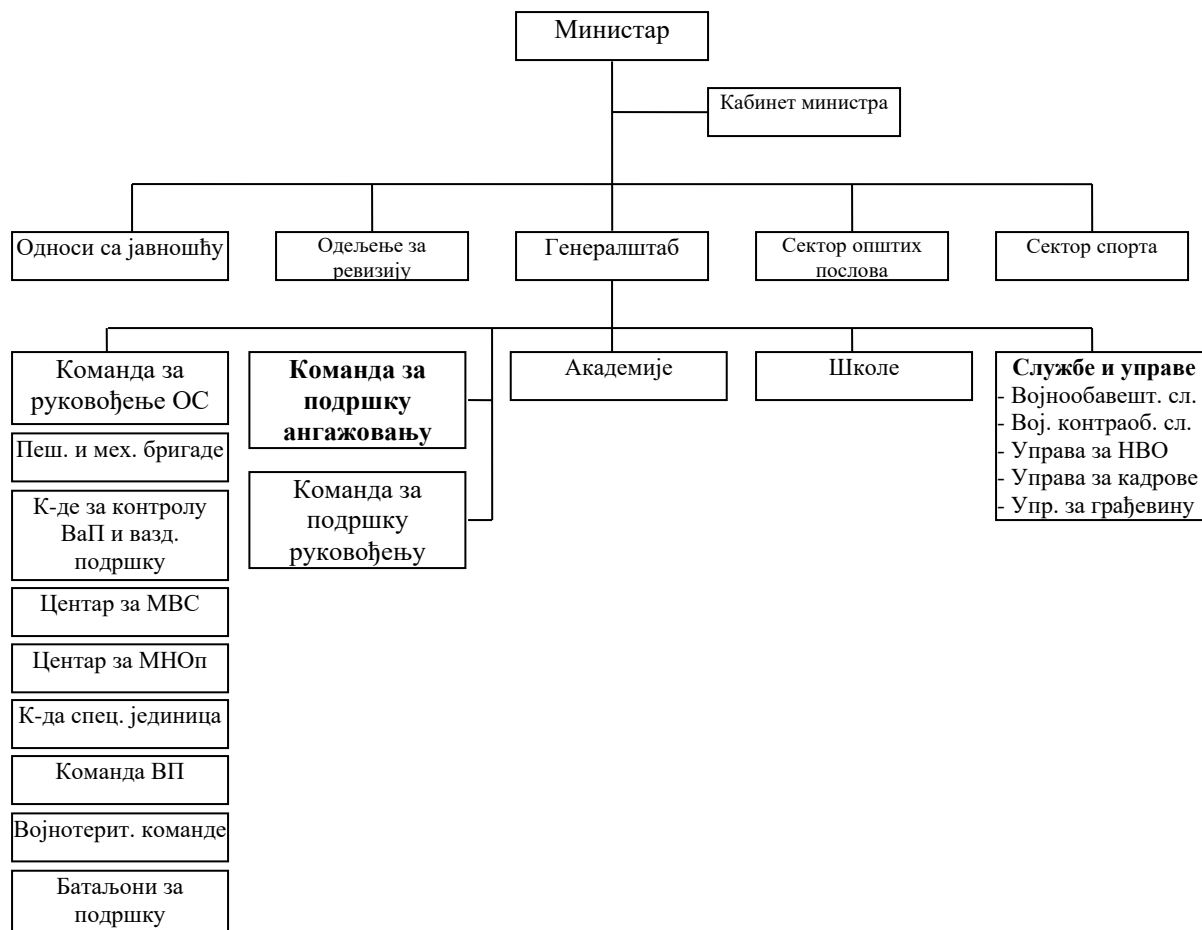 Министар
Кабинет министра
Односи са јавношћу
Одељење за
ревизију
Генералштаб
Сектор општих
послова
Сектор спорта
Команда за
руковођење ОС
Пеш. и мех. бригаде
К-де за контролу
ВаП и вазд.
подршку
Центар за МВС
Центар за МНОп
К-да спец. јединица
Команда ВП
Војнотерит. команде
Батаљони за
подршку
Команда за
подршку
ангажовању
Команда за
подршку
руковођењу
Академије
Школе
Службе и управе
- Војнообавешт. сл.
- Вој. контраоб. сл.
- Управа за НВО
- Управа за кадрове
- Упр. за грађевину